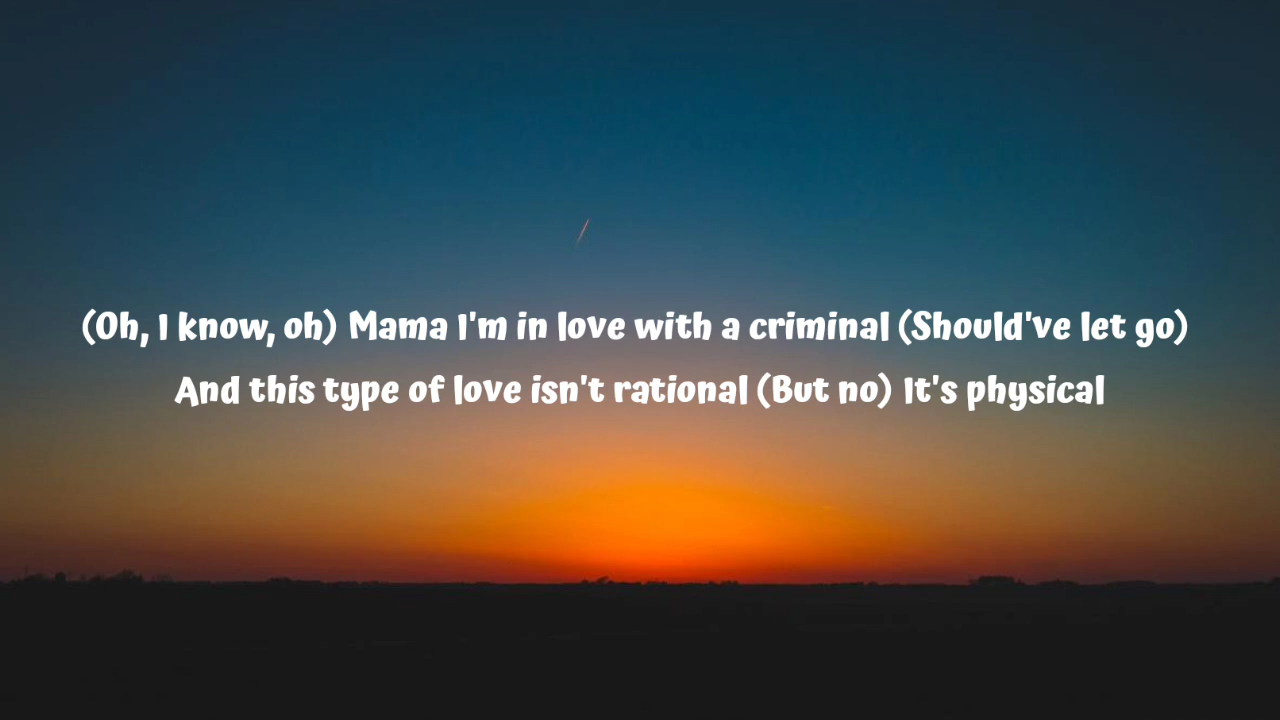 (Oh, I know, oh) Mama I'm in love with a criminal (Should've let go)
And this type of love isn't rational (But no) It's physical